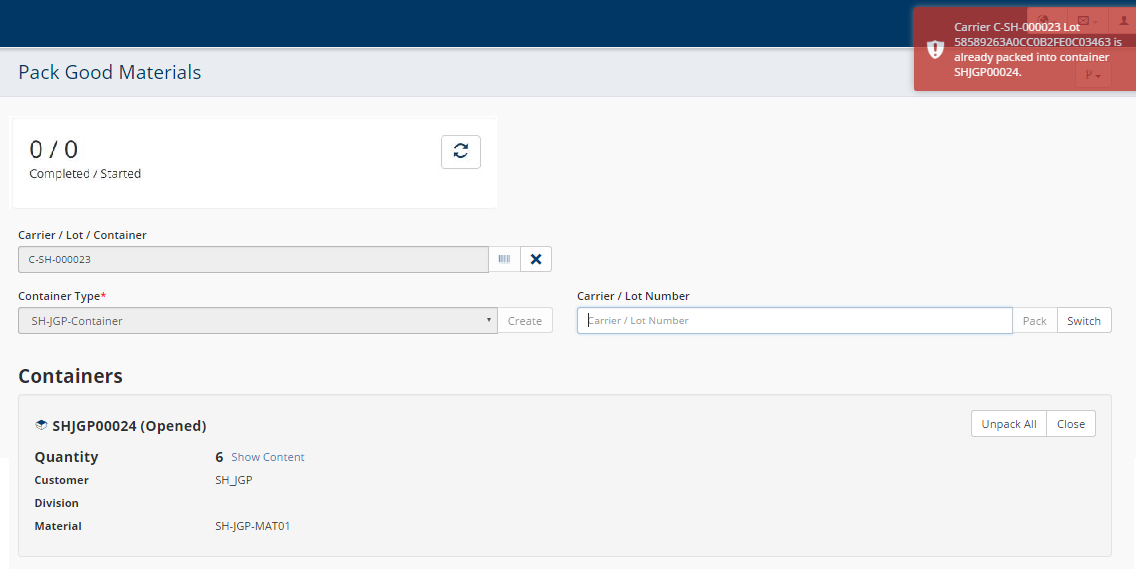 Carrier C-SH-000023 Lot
58589263A0CC0B2FE0C03463 is
already packed into container
SHJGP00024.
Pack Good Materials
0 / 0
Completed / Started
Carrier / Lot / Container
C-SH-000023
Container Type*
Carrier / Lot Number
SH-JGP-Container
Create
Carrier / Lot Number
Pack
Switch
Containers
SHJGP00024 (Opened)
Unpack All
Close
Quantity 6 Show Content
Customer SH_JGP
Division
Material SH-JGP-MAT01